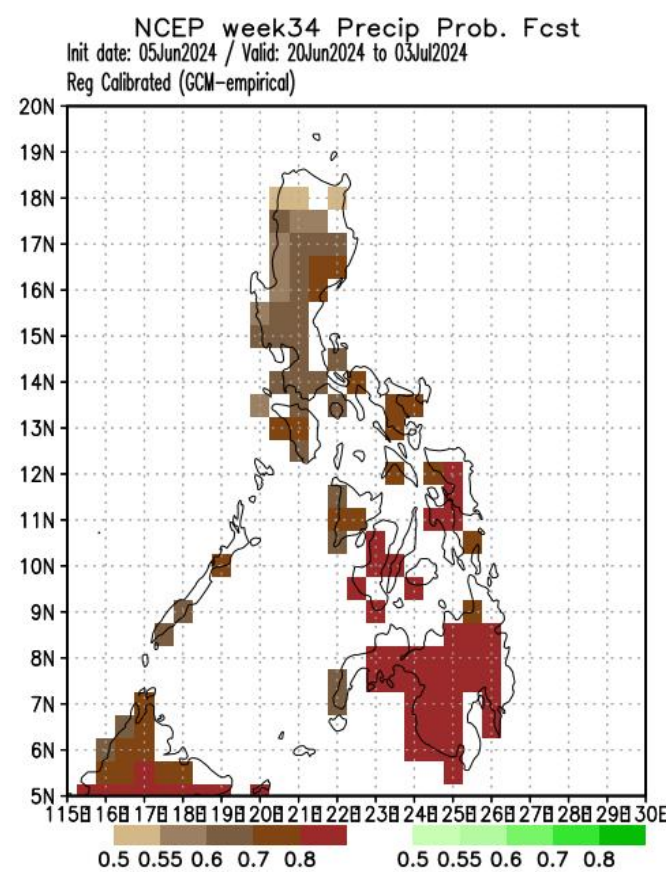 NCEP week34 Precip Prob. Fcst
Init date: 05Jun2024 / Valid: 20Jun2024 to 03Jul2024
Reg Calibrated (GCM-empirical)
20N
19N
18N
17N
16N
15N
14N
13N
12N
11N
10N
9N
8N
7N
6N
5N
115E 116E 117E 118E 119E 120E 121E 122E 123E 124E 125E 126E 127E 128E 129E 130E
0.5 0.55 0.6 0.7 0.8 0.5 0.55 0.6 0.7 0.8